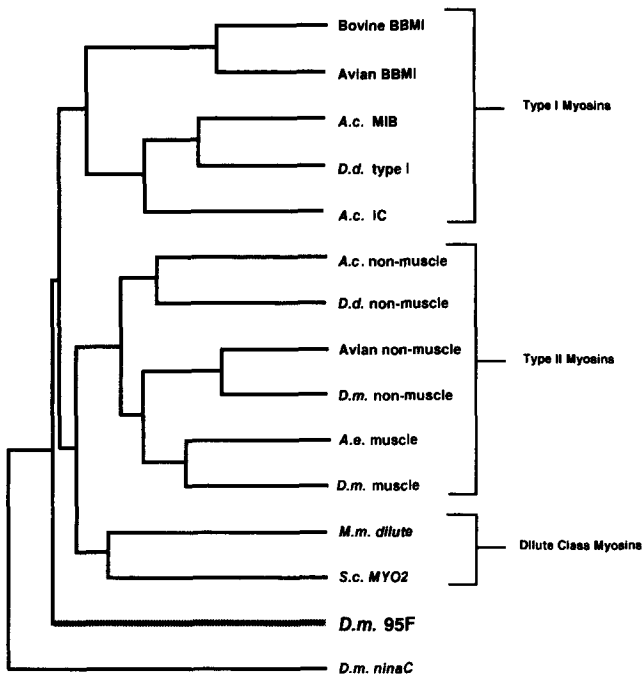 Bovine BBMI
Avian BBMI
A.c. MIB
Type I Myosins
D.d. type I
A.c. IC
A.c. non-muscle
D.d. non-muscle
Avian non-muscle
Type II Myosins
D.m. non-muscle
A.e. muscle
D.m. muscle
M.m. dilute
Dilute Class Myosins
S.c. MYO2
D.m. 95F
D.m. ninaC